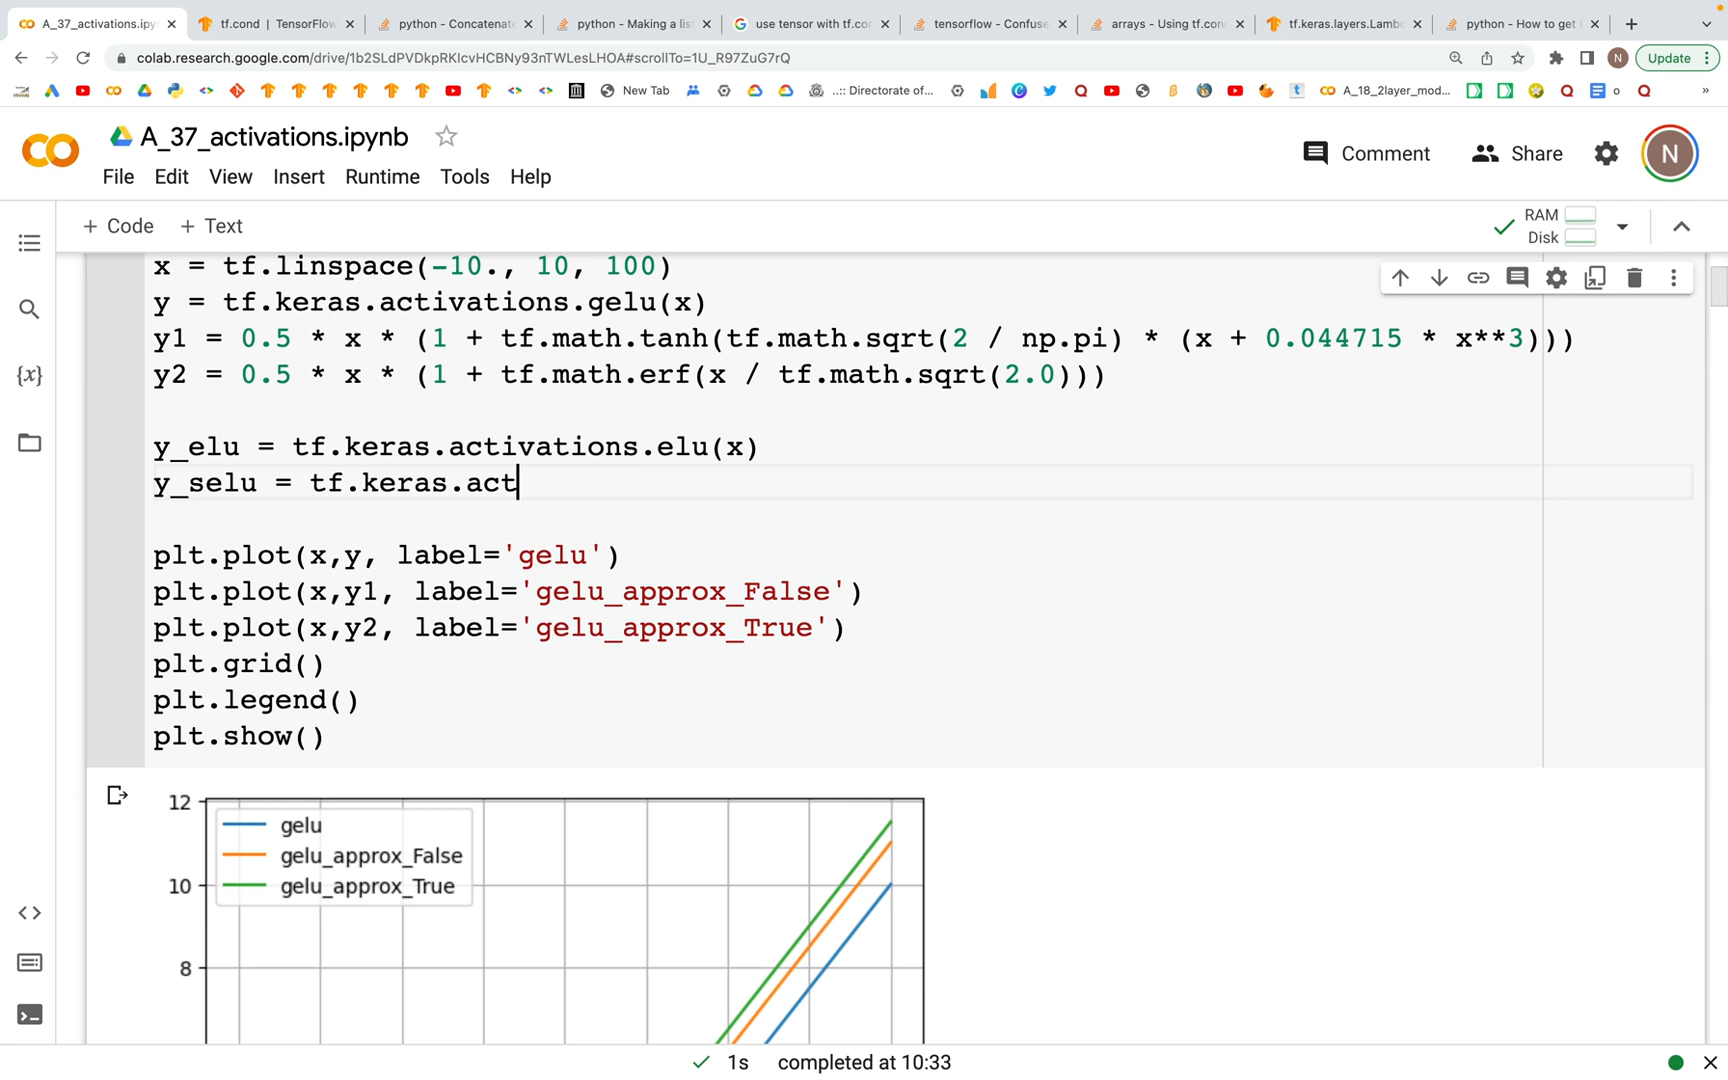 A_37_activations.ipy
tf.cond | TensorFlow
python - Concatenate
python - Making a lis
use tensor with tf.cor
tensorflow - Confuse
arrays - Using tf.con
tf.keras.layers.Lamb
python - How to get
colab.research.google.com/drive/1b2SLdPVDkpRKIcvHCBNy93nTWLesLHOA#scrollTo=1U_R97ZuG7rQ
N
Update
New Tab
..:: Directorate of...
A_18_2layer_mod...
o
»
A_37_activations.ipynb
Comment
Share
N
File Edit View Insert Runtime Tools Help
+ Code + Text
RAM
Disk
x = tf.linspace(-10., 10, 100)
y = tf.keras.activations.gelu(x)
y1 = 0.5 * x * (1 + tf.math.tanh(tf.math.sqrt(2 / np.pi) * (x + 0.044715 * x**3)))
y2 = 0.5 * x * (1 + tf.math.erf(x / tf.math.sqrt(2.0)))
y_elu = tf.keras.activations.elu(x)
y_selu = tf.keras.act
plt.plot(x,y, label='gelu')
plt.plot(x,y1, label='gelu_approx_False')
plt.plot(x,y2, label='gelu_approx_True')
plt.grid()
plt.legend()
plt.show()
12
gelu
gelu_approx_False
gelu_approx_True
10
8
1s completed at 10:33